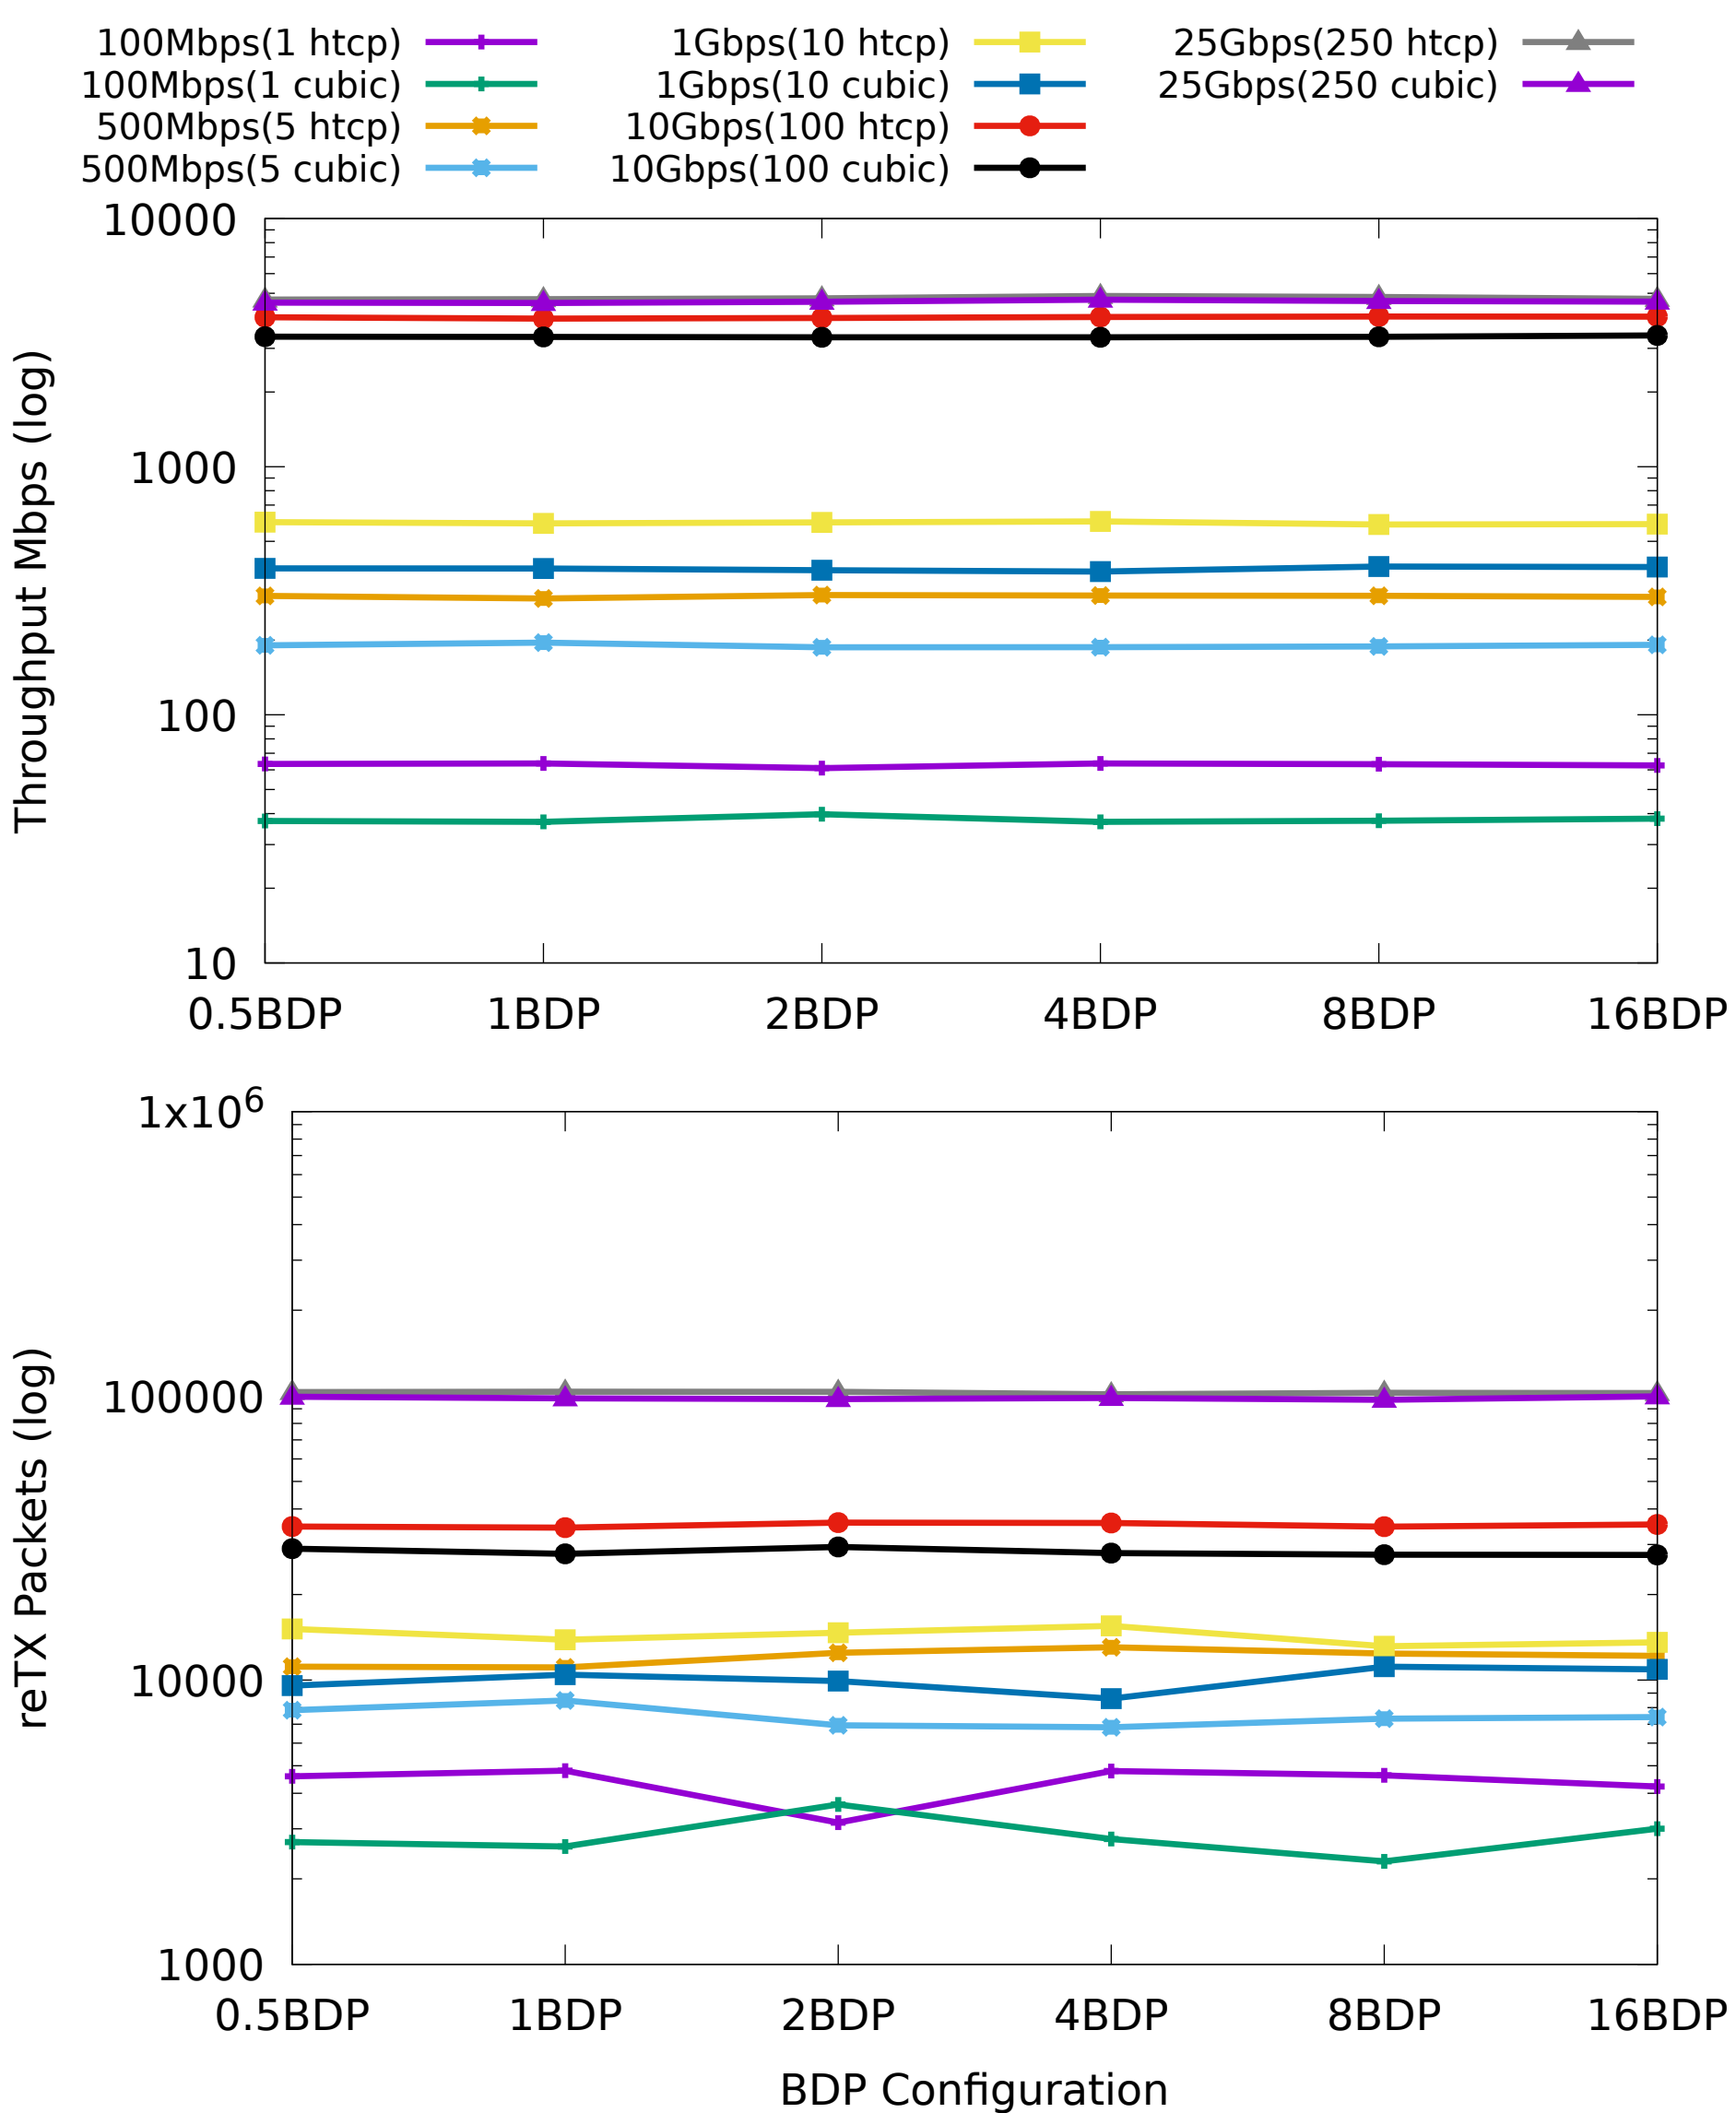 100Mbps(1 htcp)
100Mbps(1 cubic)
500Mbps(5 htcp)
500Mbps(5 cubic)
1Gbps(10 htcp)
1Gbps(10 cubic)
10Gbps(100 htcp)
10Gbps(100 cubic)
25Gbps(250 htcp)
25Gbps(250 cubic)
Throughput Mbps (log)
10000
1000
100
10
0.5BDP 1BDP 2BDP 4BDP 8BDP 16BDP
reTX Packets (log)
1x10⁶
100000
10000
1000
0.5BDP 1BDP 2BDP 4BDP 8BDP 16BDP
BDP Configuration